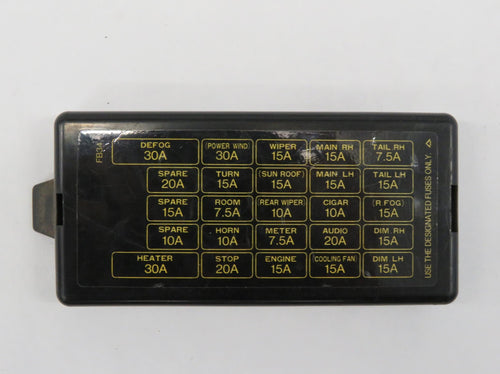 DEFOG (POWER WIND) WIPER MAIN RH TAIL RH
30A 30A 15A 15A 7.5A
SPARE TURN (SUN ROOF) MAIN LH TAIL LH
20A 15A 15A 15A 15A
SPARE ROOM (REAR WIPER) CIGAR (R FOG)
15A 7.5A 10A 10A 15A
SPARE HORN METER AUDIO DIM RH
10A 10A 7.5A 20A 15A
HEATER STOP ENGINE (COOLING FAN) DIM LH
30A 20A 15A 15A 15A
USE THE DESIGNATED FUSES ONLY